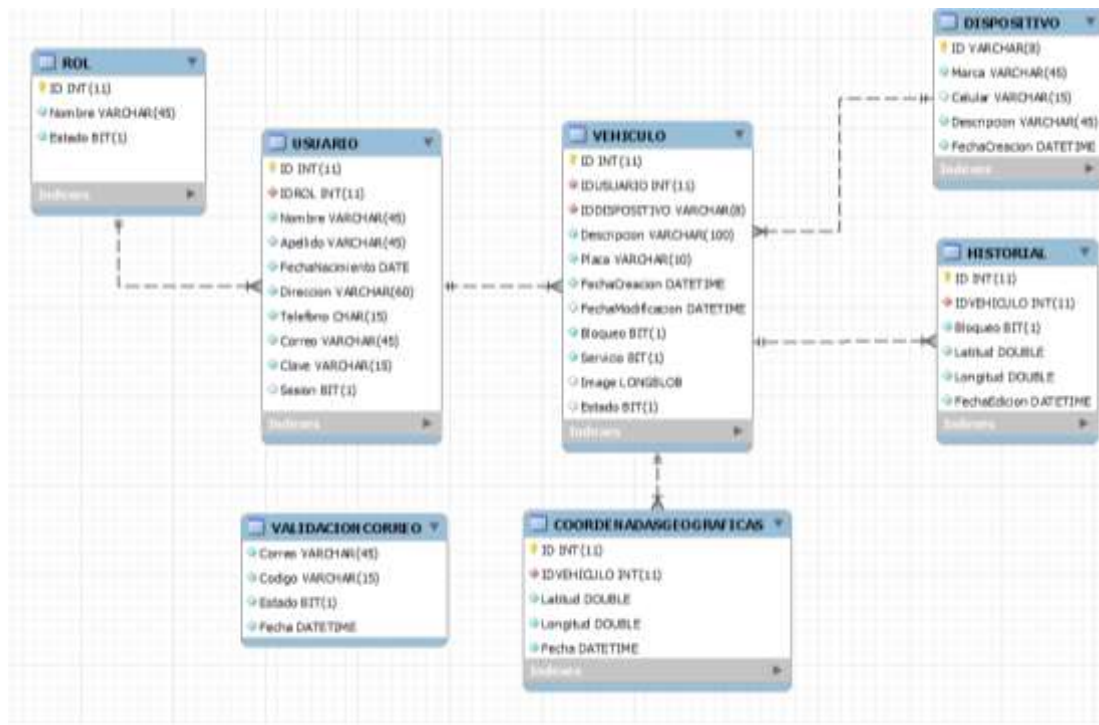 ROL
ID INT(11)
Nombre VARCHAR(45)
Estado BIT(1)
Indexes
USUARIO
ID INT(11)
IDROL INT(11)
Nombre VARCHAR(45)
Apellido VARCHAR(45)
FechaNacimiento DATE
Direccion VARCHAR(60)
Telefono CHAR(15)
Correo VARCHAR(45)
Clave VARCHAR(15)
Sesion BIT(1)
Indexes
VEHICULO
ID INT(11)
IDUSUARIO INT(11)
IDDISPOSITIVO VARCHAR(8)
Descripcion VARCHAR(100)
Placa VARCHAR(10)
FechaCreacion DATETIME
FechaModificacion DATETIME
Bloqueo BIT(1)
Servicio BIT(1)
Image LONGBLOB
Estado BIT(1)
Indexes
DISPOSITIVO
ID VARCHAR(8)
Marca VARCHAR(45)
Celular VARCHAR(15)
Descripcion VARCHAR(45)
FechaCreacion DATETIME
Indexes
HISTORIAL
ID INT(11)
IDVEHICULO INT(11)
Bloqueo BIT(1)
Latitud DOUBLE
Longitud DOUBLE
FechaEdicion DATETIME
Indexes
VALIDACIONCORREO
Correo VARCHAR(45)
Codigo VARCHAR(15)
Estado BIT(1)
Fecha DATETIME
COORDENADASGEOGRAFICAS
ID INT(11)
IDVEHICULO INT(11)
Latitud DOUBLE
Longitud DOUBLE
Fecha DATETIME
Indexes